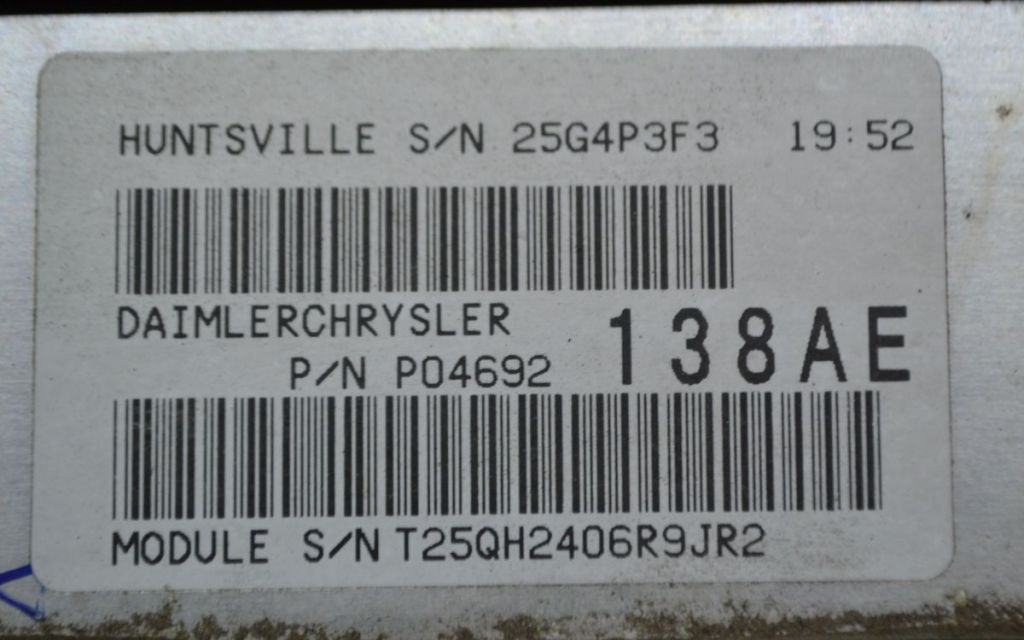 HUNTSVILLE S/N 25G4P3F3 19:52
DAIMLERCHRYSLER
P/N P04692 138AE
MODULE S/N T25QH2406R9JR2